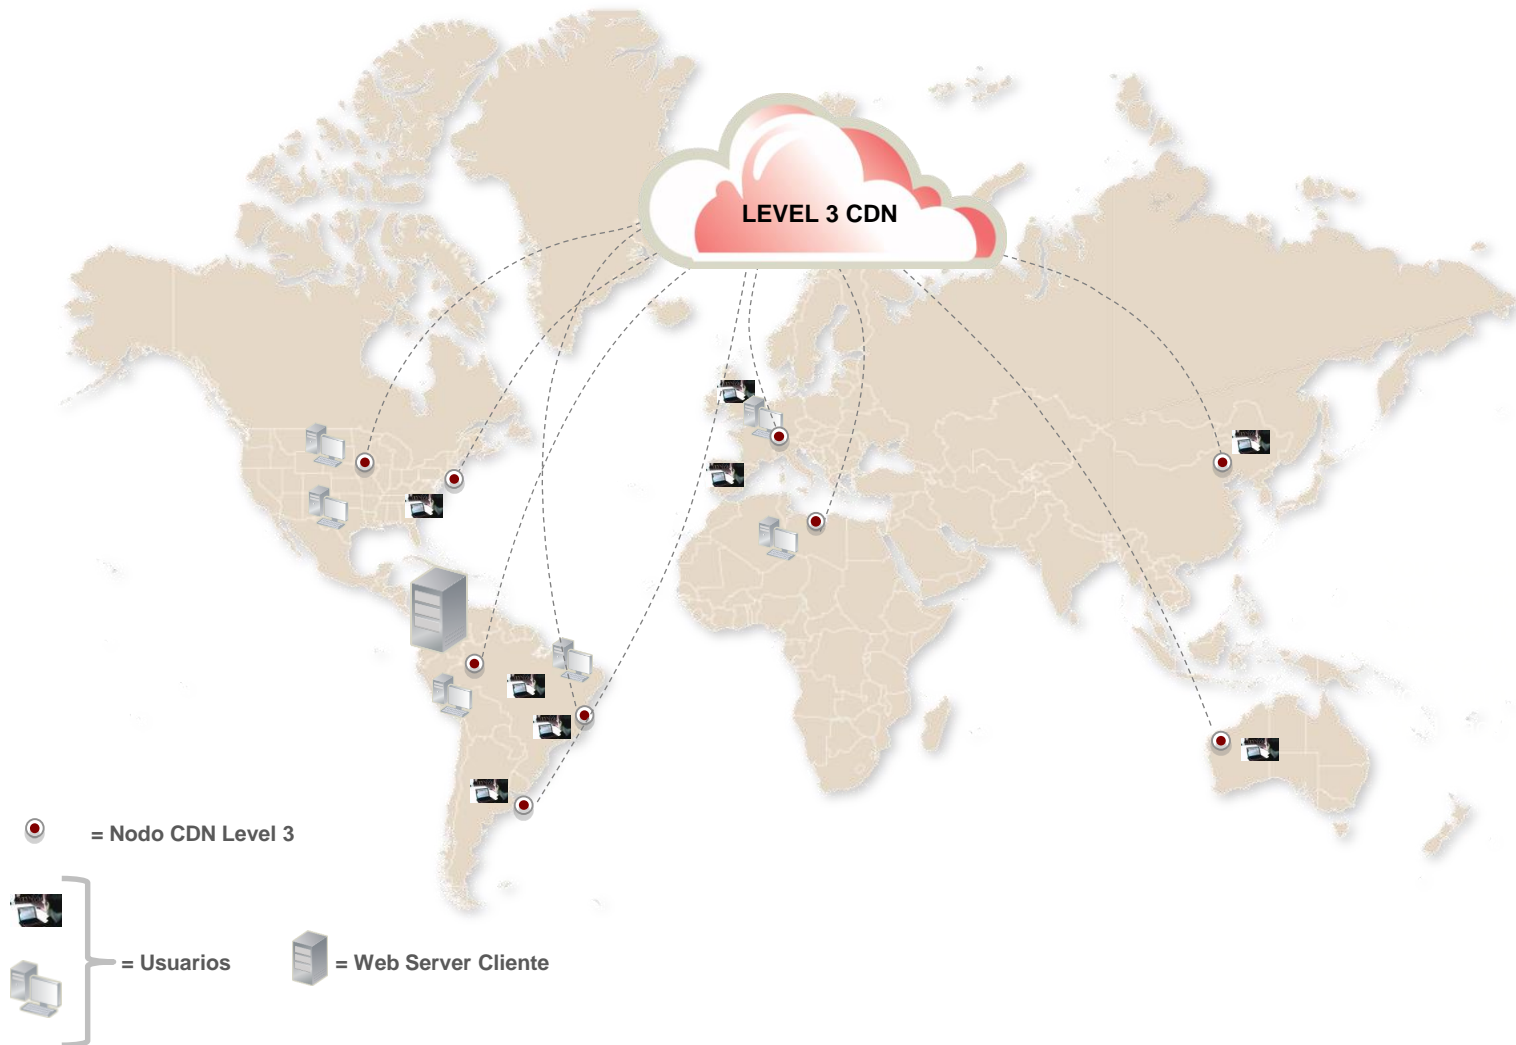 LEVEL 3 CDN
= Nodo CDN Level 3
= Usuarios
= Web Server Cliente